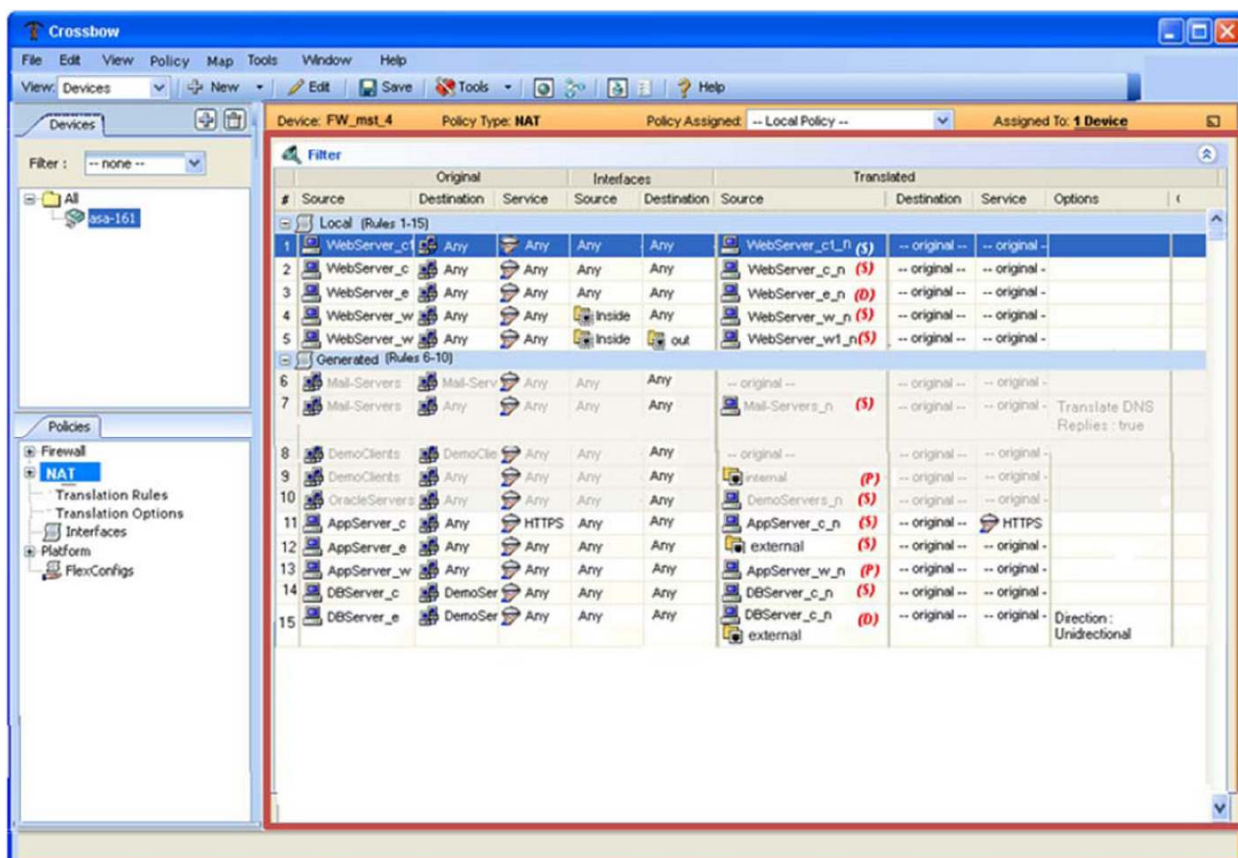 Crossbow
File Edit View Policy Map Tools Window Help
View: Devices New Edit Save Tools Help
Devices
Filter : -- none --
All
asa-161
Policies
Firewall
NAT
Translation Rules
Translation Options
Interfaces
Platform
FlexConfigs
Device: FW_mst_4 Policy Type: NAT Policy Assigned: -- Local Policy -- Assigned To: 1 Device
Filter
Original Interfaces Translated
# Source Destination Service Source Destination Source Destination Service Options
Local (Rules 1-15)
1 WebServer_c1 Any Any Any Any WebServer_c1_n (S) -- original -- -- original -
2 WebServer_c Any Any Any Any WebServer_c_n (S) -- original -- -- original -
3 WebServer_e Any Any Any Any WebServer_e_n (D) -- original -- -- original -
4 WebServer_w Any Any Inside Any WebServer_w_n (S) -- original -- -- original -
5 WebServer_w Any Any Inside out WebServer_w1_n (S) -- original -- -- original -
Generated (Rules 6-10)
6 Mail-Servers Mail-Serv Any Any Any -- original -- -- original -- -- original -
7 Mail-Servers Any Any Any Any Mail-Servers_n (S) -- original -- -- original - Translate DNS
Replies : true
8 DemoClients DemoClie Any Any Any -- original -- -- original -- -- original -
9 DemoClients Any Any Any Any internal (P) -- original -- -- original -
10 OracleServers Any Any Any Any DemoServers_n (S) -- original -- -- original -
11 AppServer_c Any HTTPS Any Any AppServer_c_n (S) -- original -- HTTPS
12 AppServer_e Any Any Any Any external (S) -- original -- -- original -
13 AppServer_w Any Any Any Any AppServer_w_n (P) -- original -- -- original -
14 DBServer_c DemoSer Any Any Any DBServer_c_n (S) -- original -- -- original -
15 DBServer_e DemoSer Any Any Any DBServer_c_n (D) -- original -- -- original - Direction :
external Unidrectional